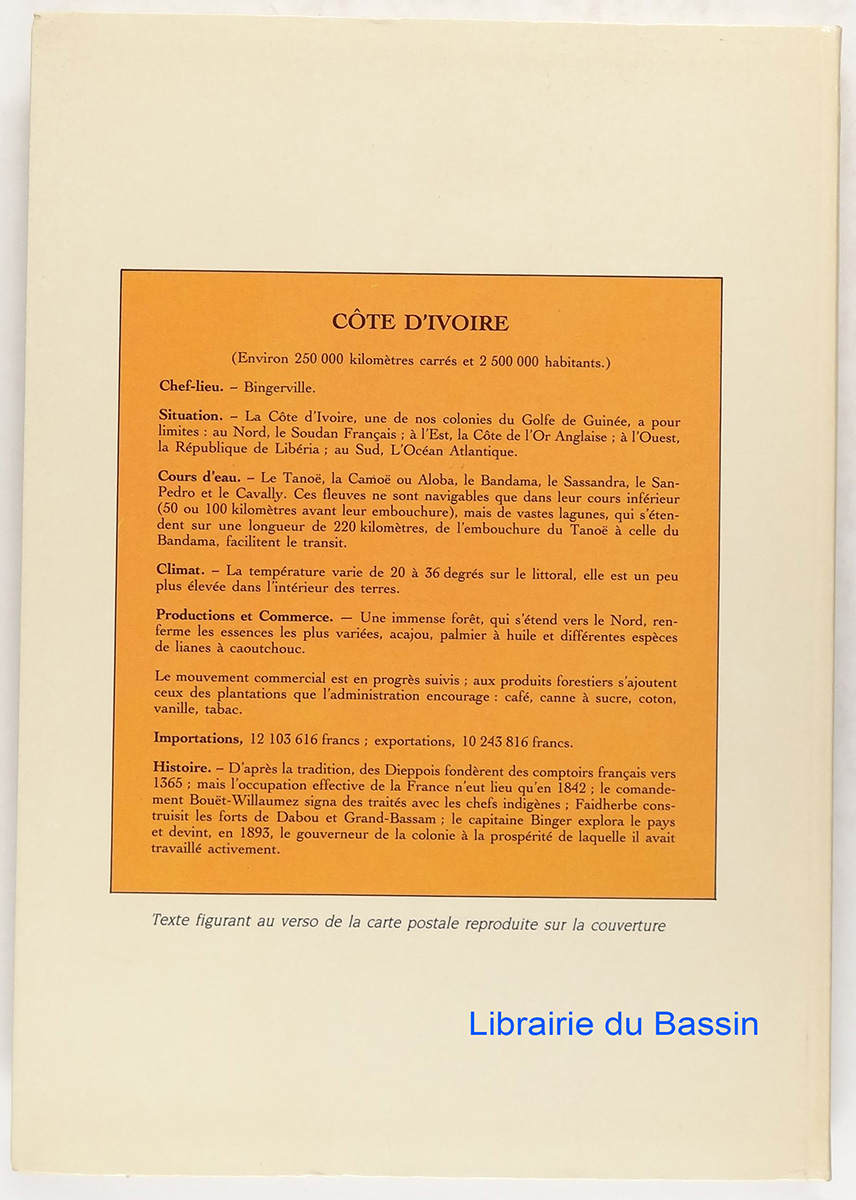 CÔTE D'IVOIRE
(Environ 250 000 kilomètres carrés et 2 500 000 habitants.)
Chef-lieu. – Bingerville.
Situation. – La Côte d'Ivoire, une de nos colonies du Golfe de Guinée, a pour
limites : au Nord, le Soudan Français ; à l'Est, la Côte de l'Or Anglaise ; à l'Ouest,
la République de Libéria ; au Sud, L'Océan Atlantique.
Cours d'eau. – Le Tanoë, la Camoë ou Aloba, le Bandama, le Sassandra, le San-
Pedro et le Cavally. Ces fleuves ne sont navigables que dans leur cours inférieur
(50 ou 100 kilomètres avant leur embouchure), mais de vastes lagunes, qui s'éten-
dent sur une longueur de 220 kilomètres, de l'embouchure du Tanoë à celle du
Bandama, facilitent le transit.
Climat. – La température varie de 20 à 36 degrés sur le littoral, elle est un peu
plus élevée dans l'intérieur des terres.
Productions et Commerce. — Une immense forêt, qui s'étend vers le Nord, ren-
ferme les essences les plus variées, acajou, palmier à huile et différentes espèces
de lianes à caoutchouc.
Le mouvement commercial est en progrès suivis ; aux produits forestiers s'ajoutent
ceux des plantations que l'administration encourage : café, canne à sucre, coton,
vanille, tabac.
Importations, 12 103 616 francs ; exportations, 10 243 816 francs.
Histoire. – D'après la tradition, des Dieppois fondèrent des comptoirs français vers
1365 ; mais l'occupation effective de la France n'eut lieu qu'en 1842 ; le comande-
ment Bouët-Willaumez signa des traités avec les chefs indigènes ; Faidherbe cons-
truisit les forts de Dabou et Grand-Bassam ; le capitaine Binger explora le pays
et devint, en 1893, le gouverneur de la colonie à la prospérité de laquelle il avait
travaillé activement.
Texte figurant au verso de la carte postale reproduite sur la couverture
Librairie du Bassin